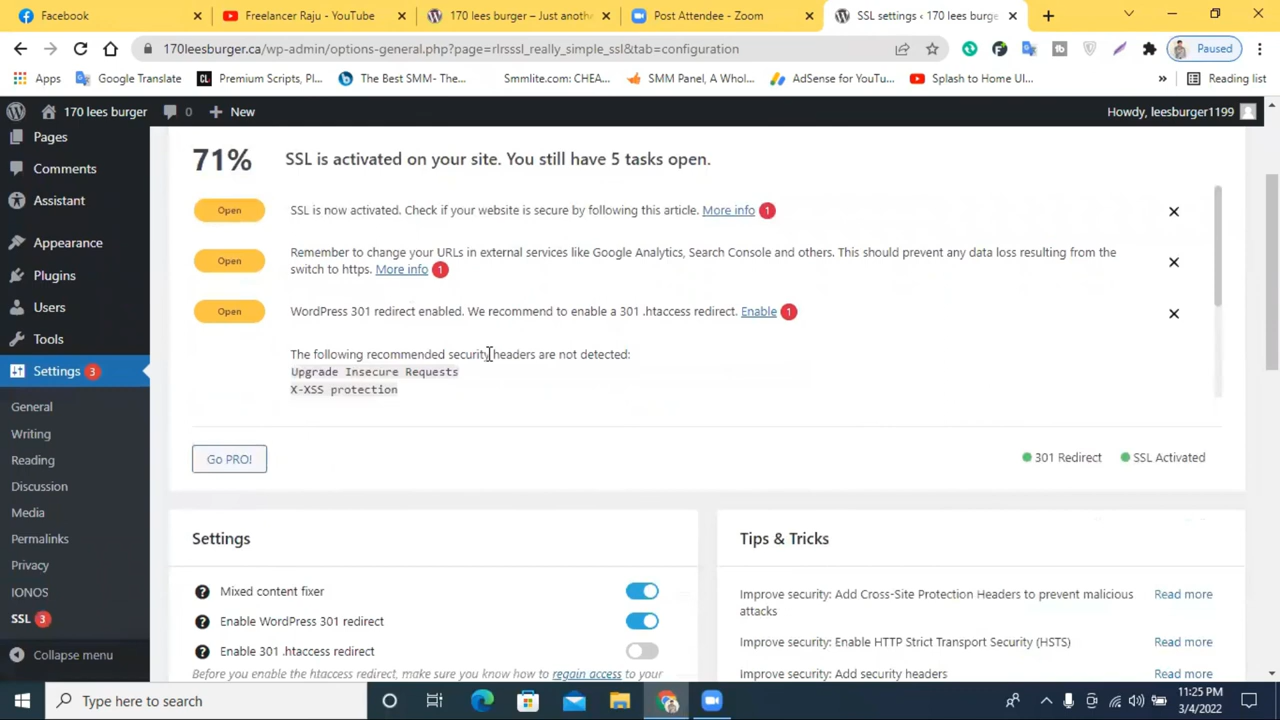 Facebook
Freelancer Raju - YouTube
170 lees burger – Just anoth
Post Attendee - Zoom
SSL settings ‹ 170 lees burge
170leesburger.ca/wp-admin/options-general.php?page=rlrsssl_really_simple_ssl&tab=configuration
Paused
Apps
Google Translate
Premium Scripts, Pl...
The Best SMM- The...
Smmlite.com: CHEA...
SMM Panel, A Whol...
AdSense for YouTu...
Splash to Home Ul...
»
Reading list
170 lees burger
0
New
Howdy, leesburger1199
Pages
Comments
Assistant
Appearance
Plugins
Users
Tools
Settings 3
General
Writing
Reading
Discussion
Media
Permalinks
Privacy
IONOS
SSL 3
Collapse menu
71%
SSL is activated on your site. You still have 5 tasks open.
Open
SSL is now activated. Check if your website is secure by following this article. More info 1
Open
Remember to change your URLs in external services like Google Analytics, Search Console and others. This should prevent any data loss resulting from the
switch to https. More info 1
Open
WordPress 301 redirect enabled. We recommend to enable a 301 .htaccess redirect. Enable 1
The following recommended security headers are not detected:
Upgrade Insecure Requests
X-XSS protection
Go PRO!
301 Redirect
SSL Activated
Settings
Mixed content fixer
Enable WordPress 301 redirect
Enable 301 .htaccess redirect
Before you enable the htaccess redirect, make sure you know how to regain access to your
Tips & Tricks
Improve security: Add Cross-Site Protection Headers to prevent malicious
attacks
Read more
Improve security: Enable HTTP Strict Transport Security (HSTS)
Read more
Improve security: Add security headers
Read more
Type here to search
11:25 PM
3/4/2022